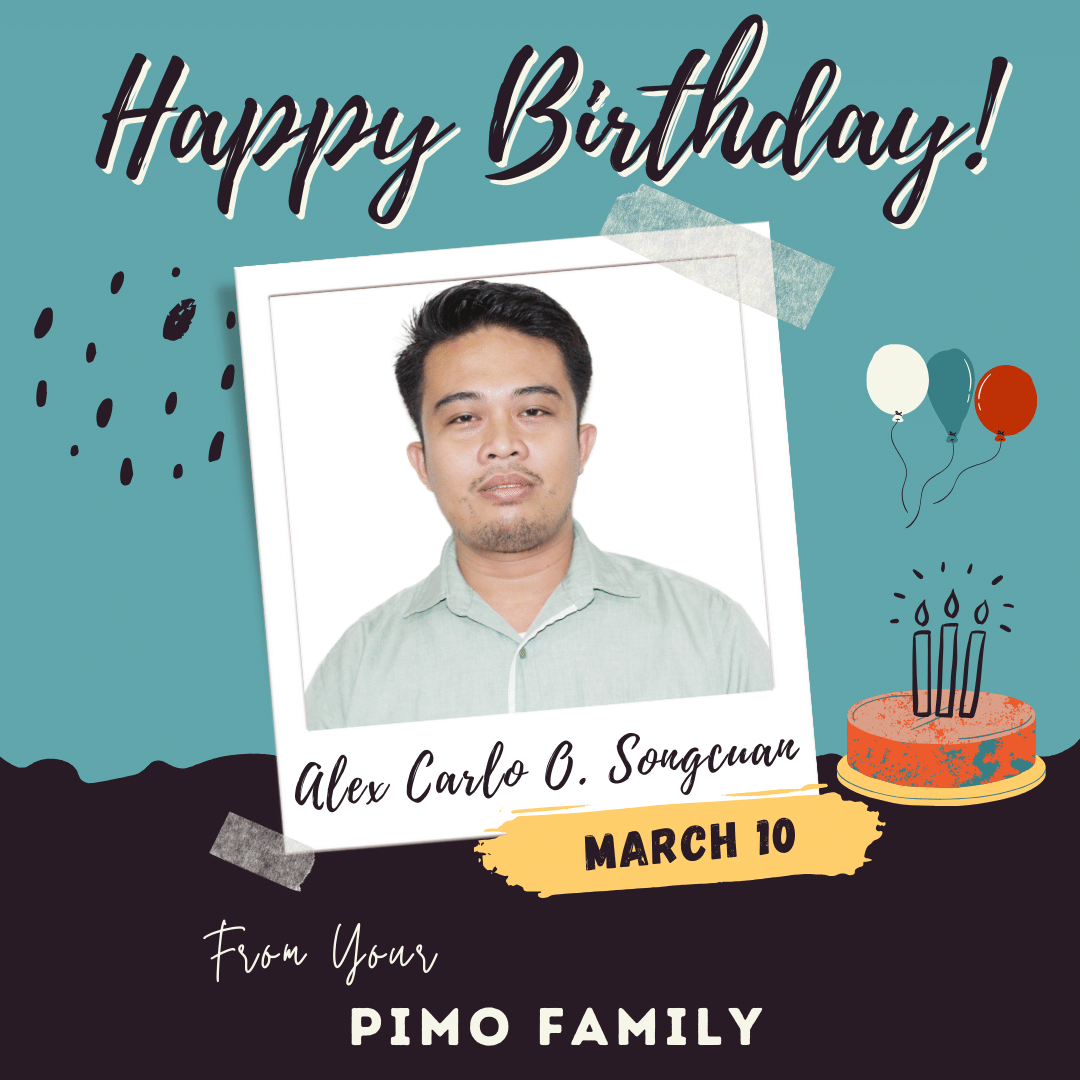 Happy Birthday!
Alex Carlo O. Songcuan
MARCH 10
From Your
PIMO FAMILY